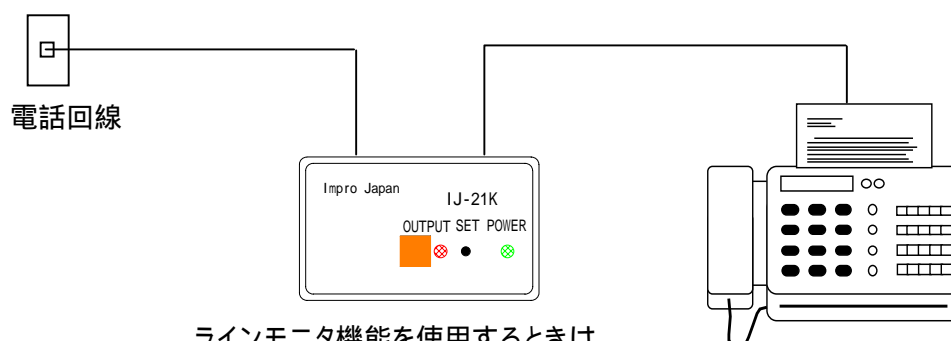 電話回線
Impro Japan
IJ-21K
OUTPUT SET POWER
ラインモニタ機能を使用するときは